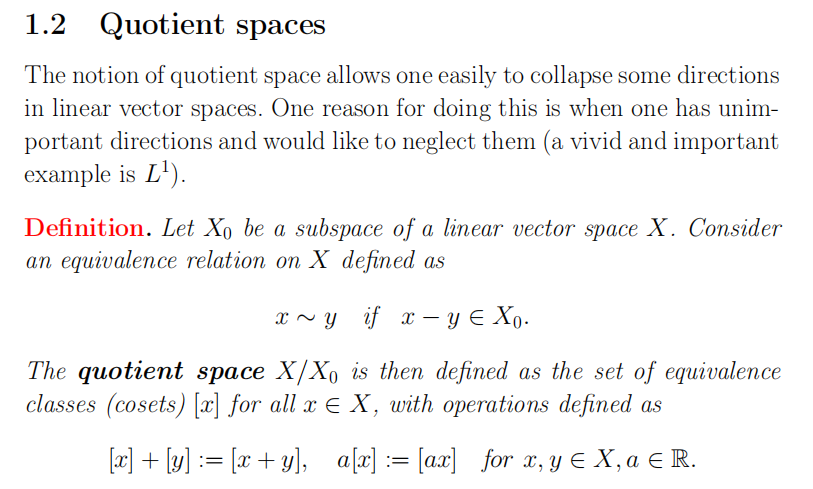 1.2 Quotient spaces
The notion of quotient space allows one easily to collapse some directions
in linear vector spaces. One reason for doing this is when one has unim-
portant directions and would like to neglect them (a vivid and important
example is L¹).
Definition. Let X₀ be a subspace of a linear vector space X. Consider
an equivalence relation on X defined as
x ∼ y if x − y ∈ X₀.
The quotient space X/X₀ is then defined as the set of equivalence
classes (cosets) [x] for all x ∈ X, with operations defined as
[x] + [y] := [x + y], a[x] := [ax] for x, y ∈ X, a ∈ ℝ.